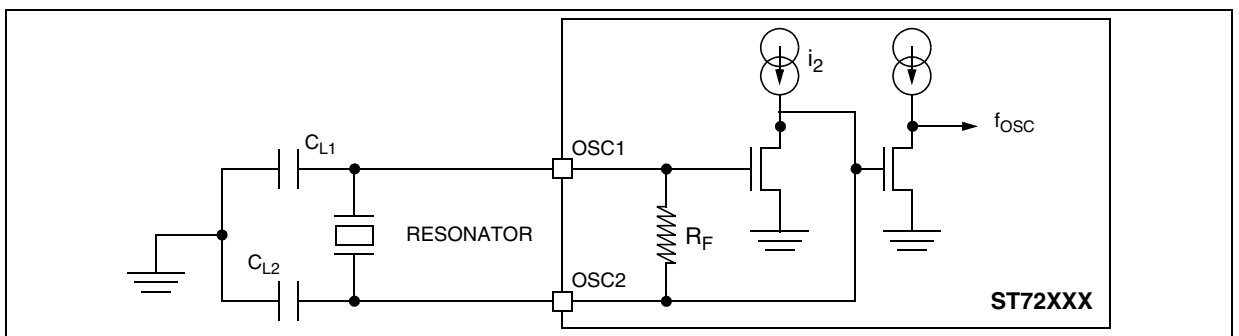 i2
fOSC
CL1
OSC1
RESONATOR
RF
CL2
OSC2
ST72XXX